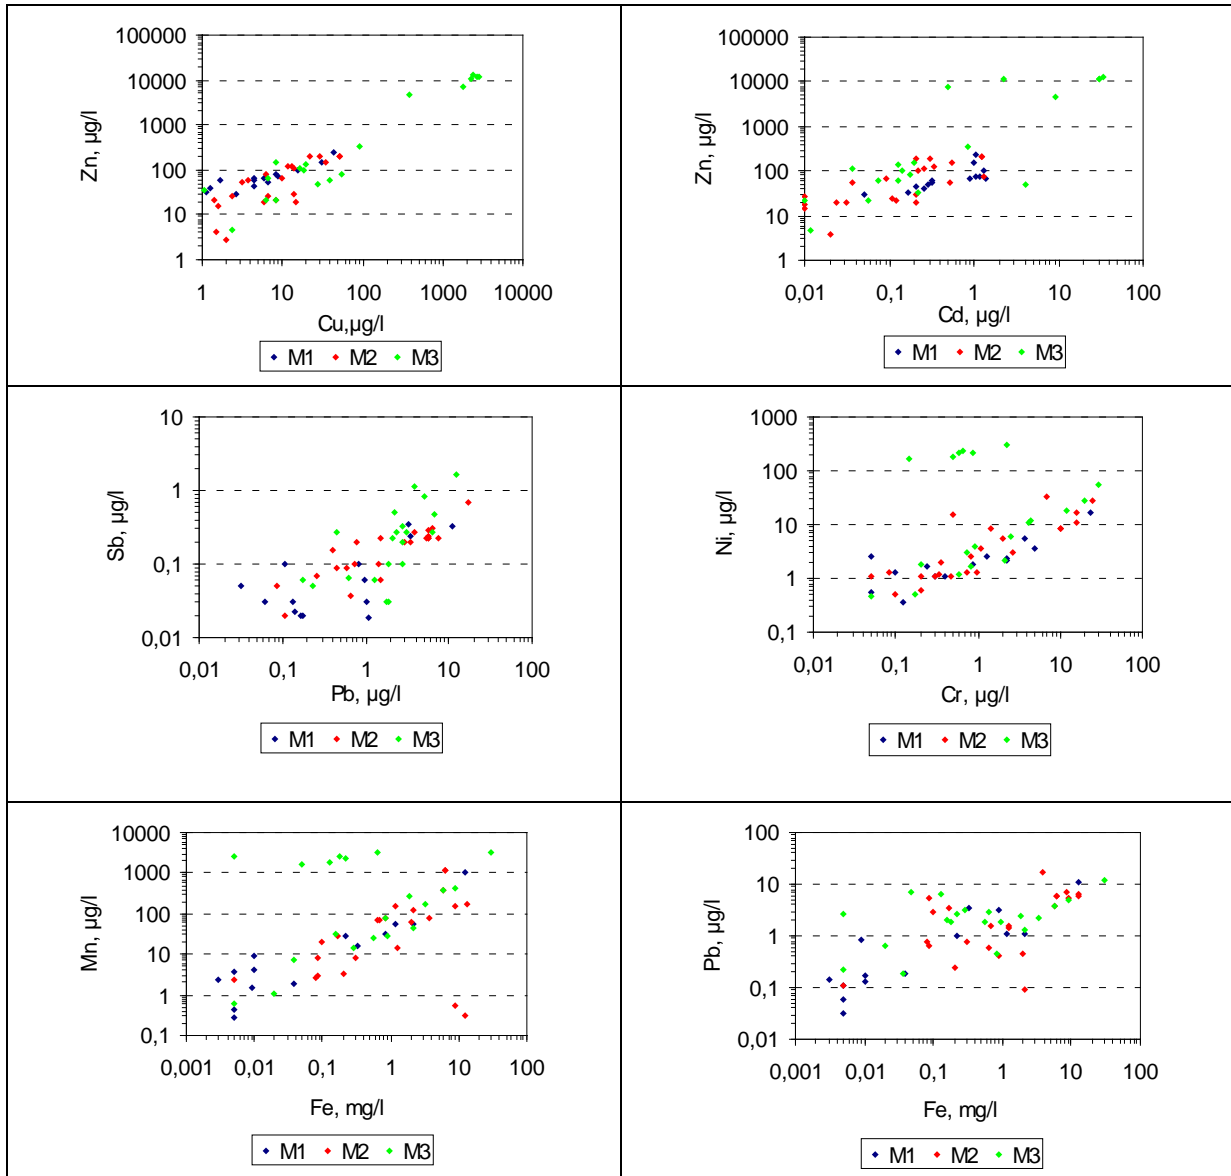 100000
10000
1000
100
10
1
Zn, µg/l
1 10 100 1000 10000
Cu,µg/l
M1 M2 M3
100000
10000
1000
100
10
1
Zn, µg/l
0,01 0,1 1 10 100
Cd, µg/l
M1 M2 M3
10
1
0,1
0,01
Sb, µg/l
0,01 0,1 1 10 100
Pb, µg/l
M1 M2 M3
1000
100
10
1
0,1
Ni, µg/l
0,01 0,1 1 10 100
Cr, µg/l
M1 M2 M3
10000
1000
100
10
1
0,1
Mn, µg/l
0,001 0,01 0,1 1 10 100
Fe, mg/l
M1 M2 M3
100
10
1
0,1
0,01
Pb, µg/l
0,001 0,01 0,1 1 10 100
Fe, mg/l
M1 M2 M3